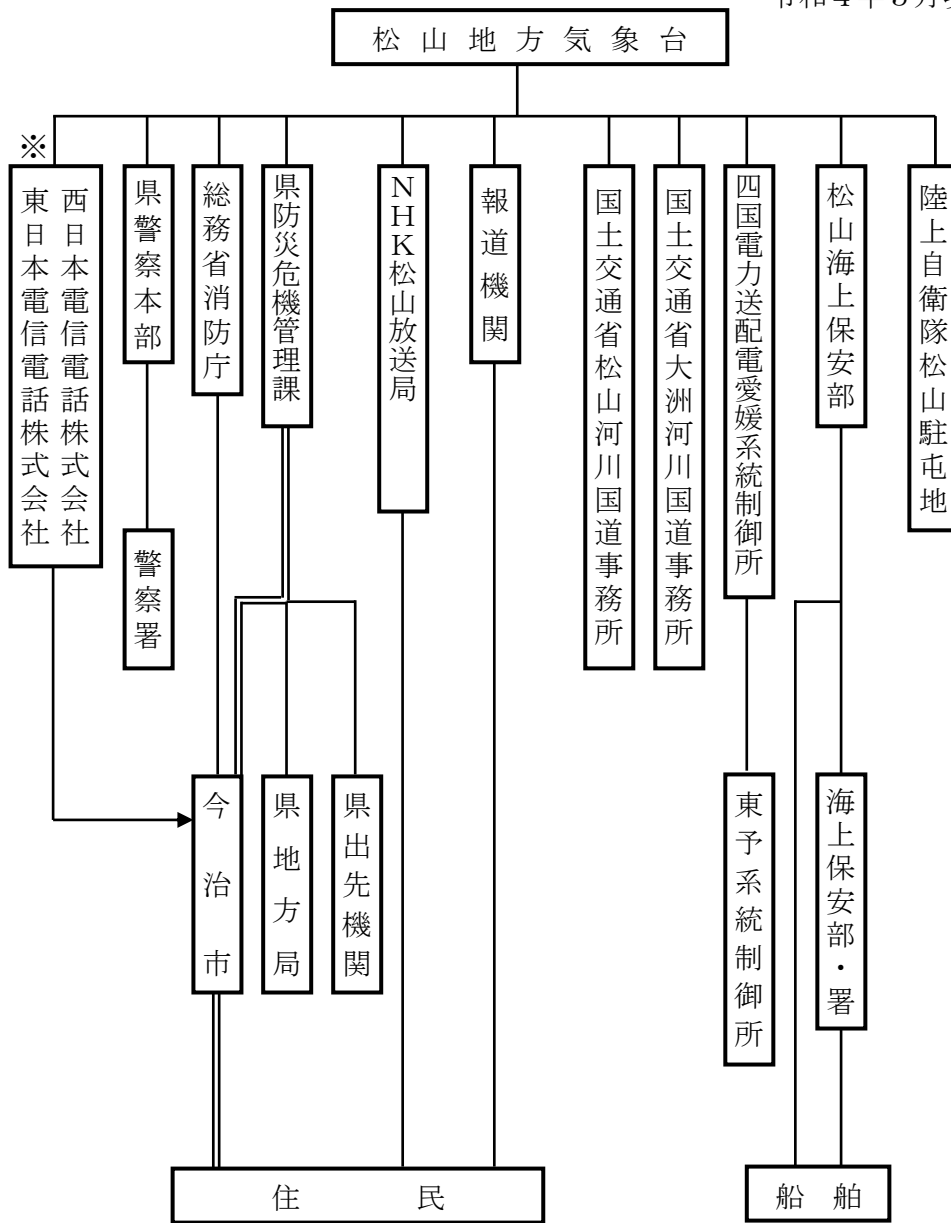 松山地方気象台
※
東日本電信電話株式会社
西日本電信電話株式会社
県警察本部
総務省消防庁
県防災危機管理課
NHK松山放送局
報道機関
国土交通省松山河川国道事務所
国土交通省大洲河川国道事務所
四国電力送配電愛媛系統制御所
松山海上保安部
陸上自衛隊松山駐屯地
警察署
今治市
県地方局
県出先機関
東予系統制御所
海上保安部・署
住民
船舶